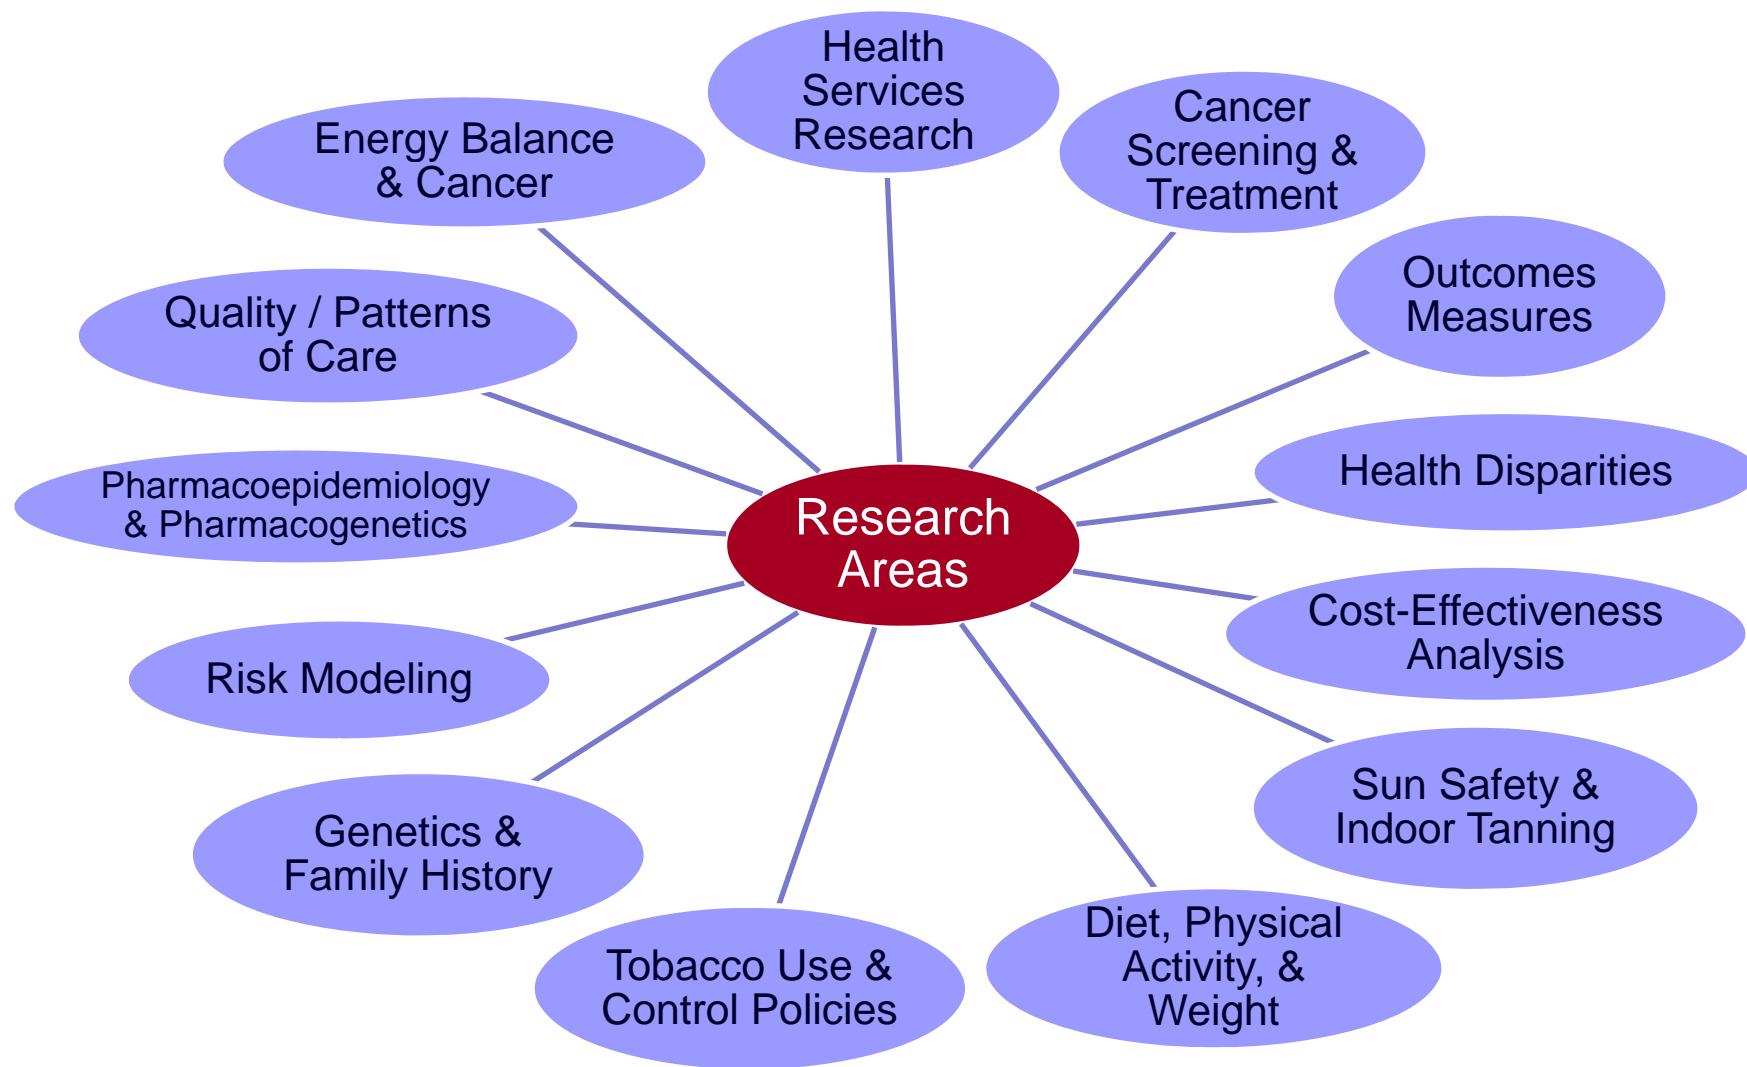 Health
Services
Research
Cancer
Screening &
Treatment
Energy Balance
& Cancer
Outcomes
Measures
Quality / Patterns
of Care
Health Disparities
Pharmacoepidemiology
& Pharmacogenetics
Research
Areas
Cost-Effectiveness
Analysis
Risk Modeling
Sun Safety &
Indoor Tanning
Genetics &
Family History
Diet, Physical
Activity, &
Weight
Tobacco Use &
Control Policies